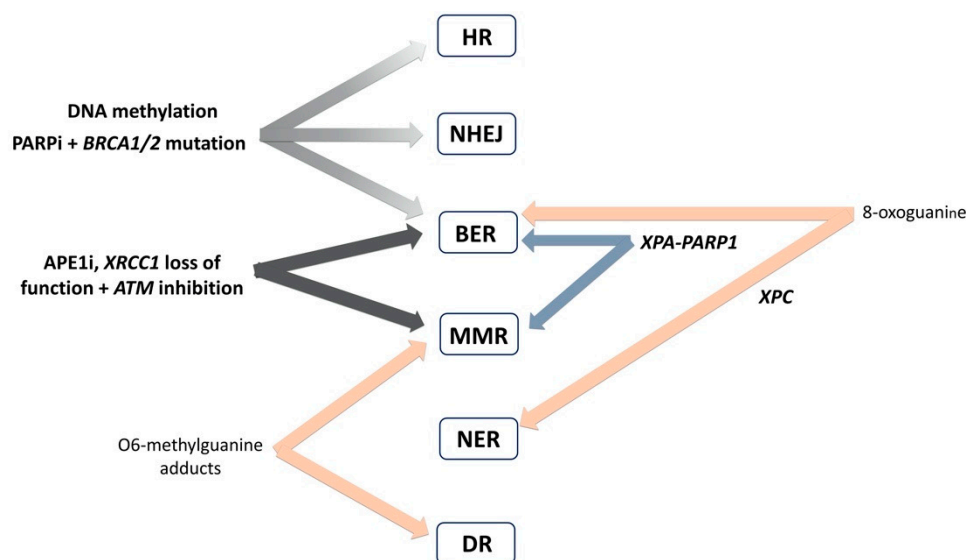 HR
DNA methylation
PARPi + BRCA1/2 mutation
NHEJ
BER
8-oxoguanine
XPA-PARP1
APE1i, XRCC1 loss of
function + ATM inhibition
XPC
MMR
NER
O6-methylguanine
adducts
DR